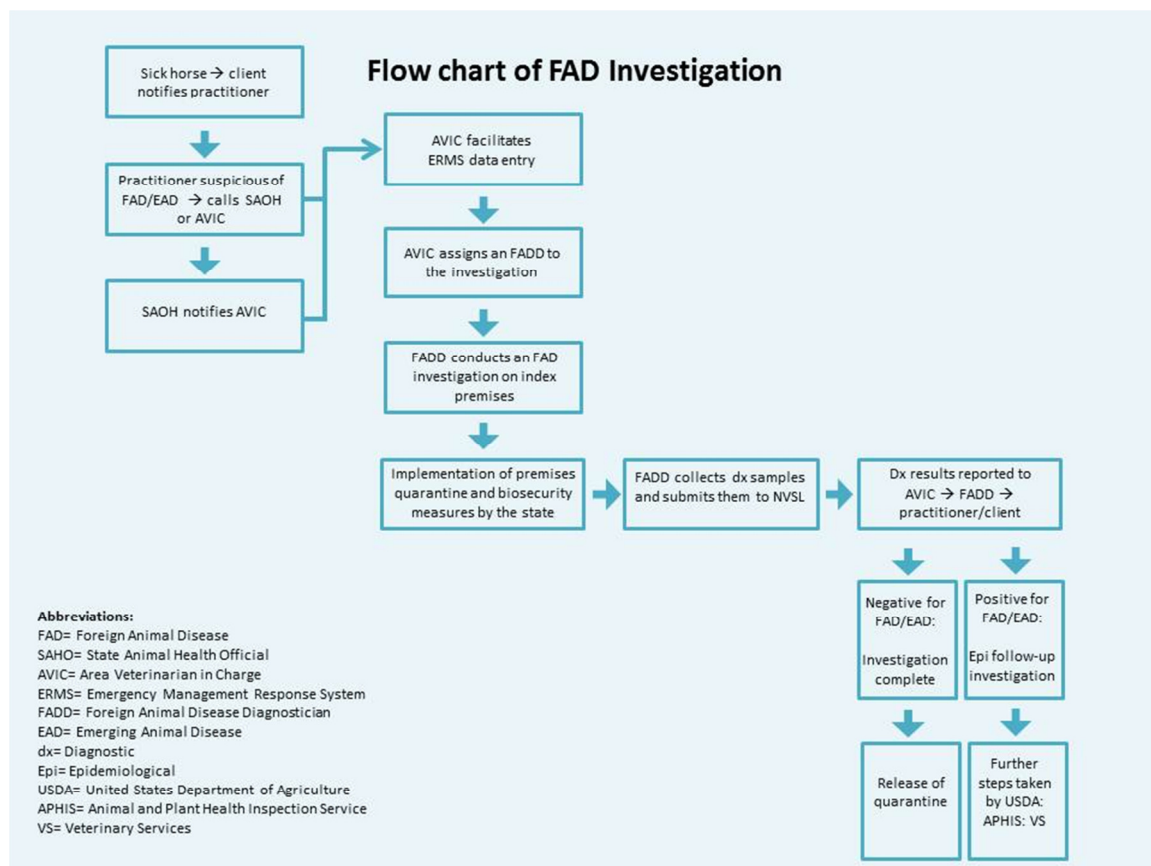 Flow chart of FAD Investigation
Sick horse → client
notifies practitioner
Practitioner suspicious of
FAD/EAD → calls SAOH
or AVIC
SAOH notifies AVIC
AVIC facilitates
ERMS data entry
AVIC assigns an FADD to
the investigation
FADD conducts an FAD
investigation on index
premises
Implementation of premises
quarantine and biosecurity
measures by the state
FADD collects dx samples
and submits them to NVSL
Dx results reported to
AVIC → FADD →
practitioner/client
Negative for
FAD/EAD:
Investigation
complete
Positive for
FAD/EAD:
Epi follow-up
investigation
Release of
quarantine
Further
steps taken
by USDA:
APHIS: VS
Abbreviations:
FAD= Foreign Animal Disease
SAHO= State Animal Health Official
AVIC= Area Veterinarian in Charge
ERMS= Emergency Management Response System
FADD= Foreign Animal Disease Diagnostician
EAD= Emerging Animal Disease
dx= Diagnostic
Epi= Epidemiological
USDA= United States Department of Agriculture
APHIS= Animal and Plant Health Inspection Service
VS= Veterinary Services